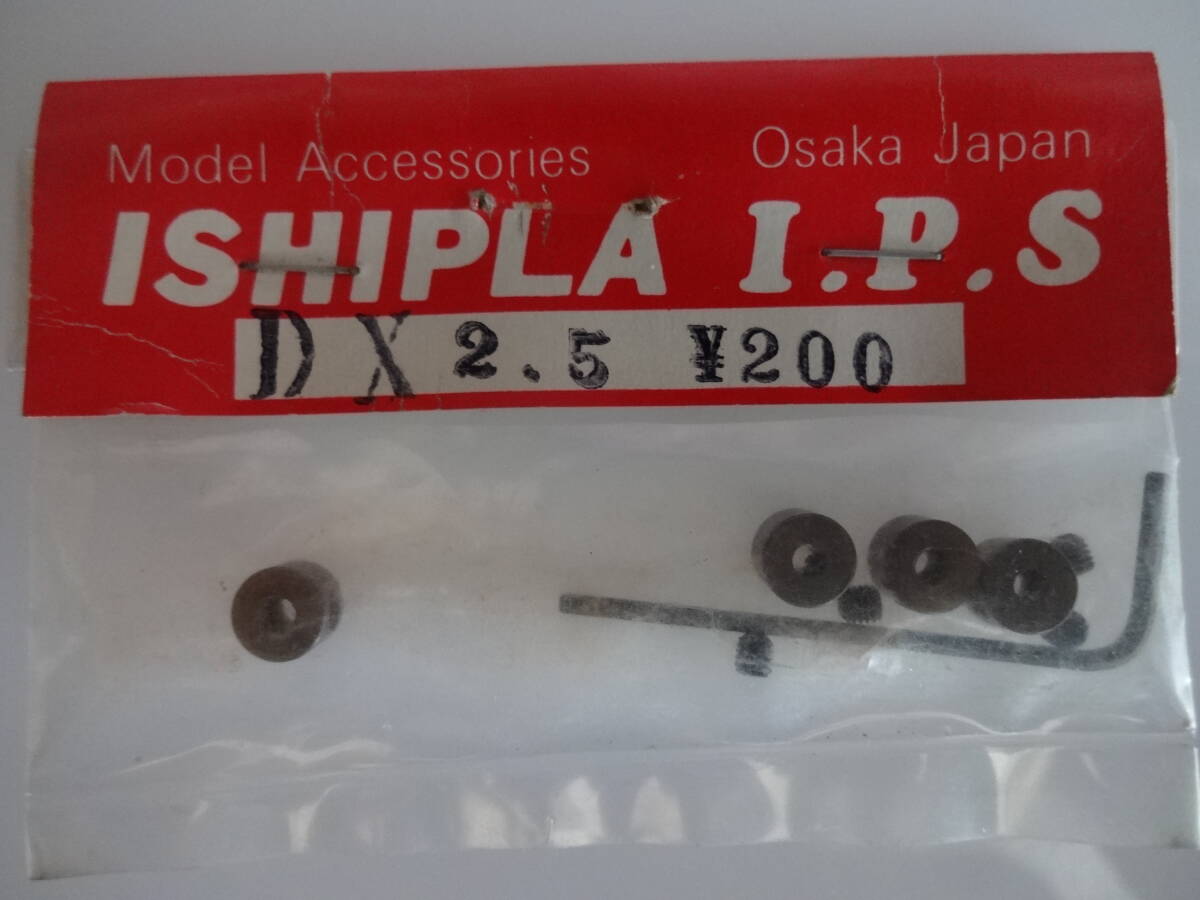 Model Accessories Osaka Japan
ISHIPLA I.P.S
DX 2.5 ¥200